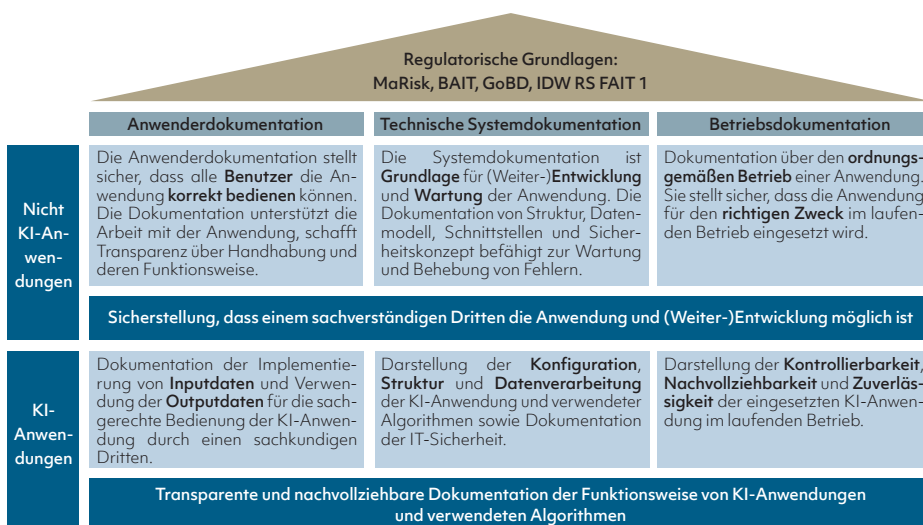 Regulatorische Grundlagen:
MaRisk, BAIT, GoBD, IDW RS FAIT 1
Anwenderdokumentation
Technische Systemdokumentation
Betriebsdokumentation
Nicht
KI-An-
wen-
dungen
Die Anwenderdokumentation stellt
sicher, dass alle Benutzer die An-
wendung korrekt bedienen können.
Die Dokumentation unterstützt die
Arbeit mit der Anwendung, schafft
Transparenz über Handhabung und
deren Funktionsweise.
Die Systemdokumentation ist
Grundlage für (Weiter-)Entwicklung
und Wartung der Anwendung. Die
Dokumentation von Struktur, Daten-
modell, Schnittstellen und Sicher-
heitskonzept befähigt zur Wartung
und Behebung von Fehlern.
Dokumentation über den ordnungs-
gemäßen Betrieb einer Anwendung.
Sie stellt sicher, dass die Anwendung
für den richtigen Zweck im laufen-
den Betrieb eingesetzt wird.
Sicherstellung, dass einem sachverständigen Dritten die Anwendung und (Weiter-)Entwicklung möglich ist
KI-
Anwen-
dungen
Dokumentation der Implementie-
rung von Inputdaten und Verwen-
dung der Outputdaten für die sach-
gerechte Bedienung der KI-Anwen-
dung durch einen sachkundigen
Dritten.
Darstellung der Konfiguration,
Struktur und Datenverarbeitung
der KI-Anwendung und verwendeter
Algorithmen sowie Dokumentation
der IT-Sicherheit.
Darstellung der Kontrollierbarkeit,
Nachvollziehbarkeit und Zuverläs-
sigkeit der eingesetzten KI-Anwen-
dung im laufenden Betrieb.
Transparente und nachvollziehbare Dokumentation der Funktionsweise von KI-Anwendungen
und verwendeten Algorithmen